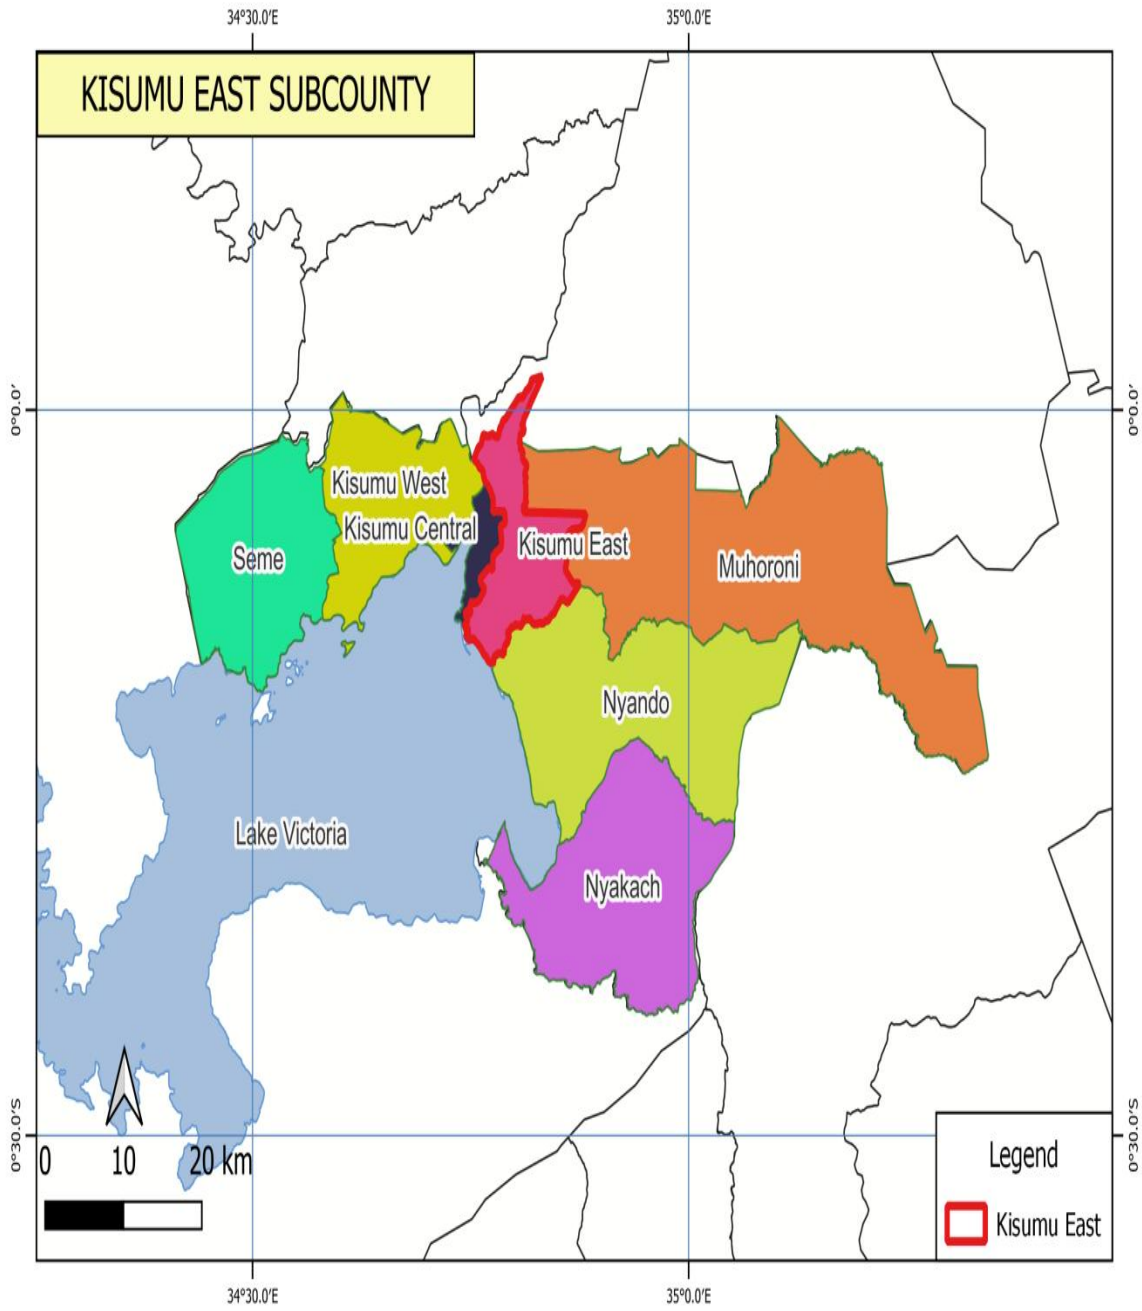 34°30.0'E 35°0.0'E
KISUMU EAST SUBCOUNTY
0°0.0' 0°0.0'
Kisumu West
Kisumu Central
Kisumu East
Seme
Muhoroni
Nyando
Lake Victoria
Nyakach
0°30.0'S 0°30.0'S
0 10 20 km
Legend
Kisumu East
34°30.0'E 35°0.0'E